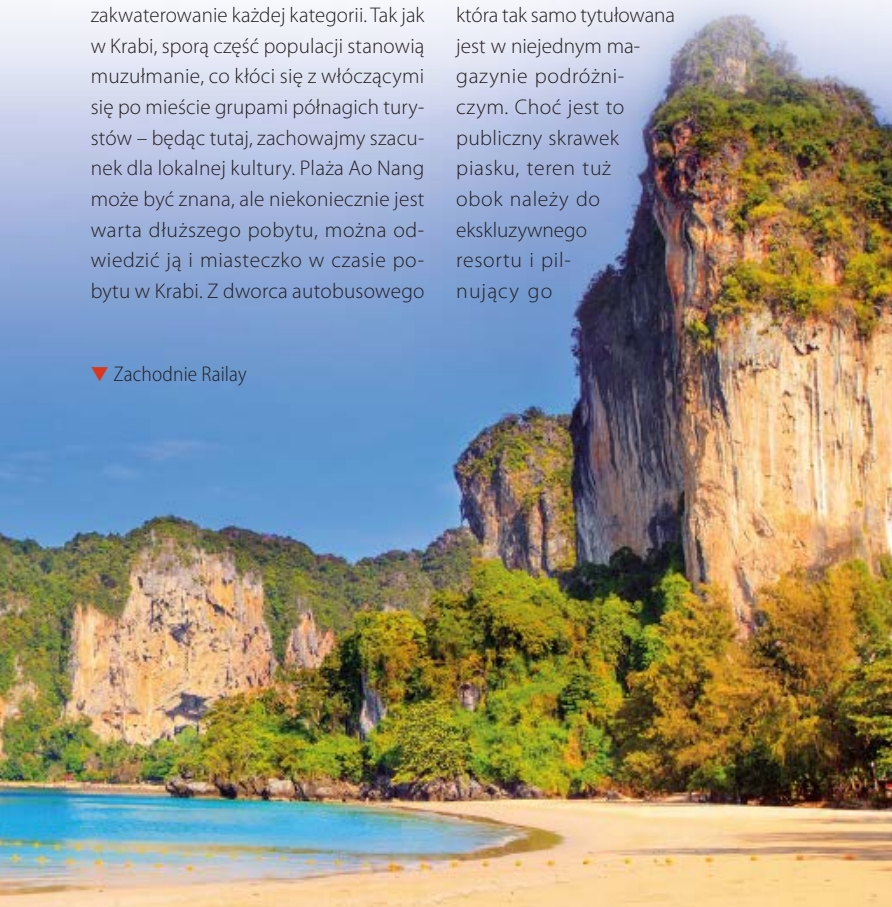 zakwaterowanie każdej kategorii. Tak jak
w Krabi, sporą część populacji stanowią
muzułmanie, co kłóci się z włóczącymi
się po mieście grupami półnagich tury-
stów – będąc tutaj, zachowajmy szacu-
nek dla lokalnej kultury. Plaża Ao Nang
może być znana, ale niekoniecznie jest
warta dłuższego pobytu, można od-
wiedzić ją i miasteczko w czasie po-
bytu w Krabi. Z dworca autobusowego
która tak samo tytułowana
jest w niejednym ma-
gazynie podróżni-
czym. Choć jest to
publiczny skrawek
piasku, teren tuż
obok należy do
ekskluzywnego
resortu i pil-
nujący go
▼ Zachodnie Railay